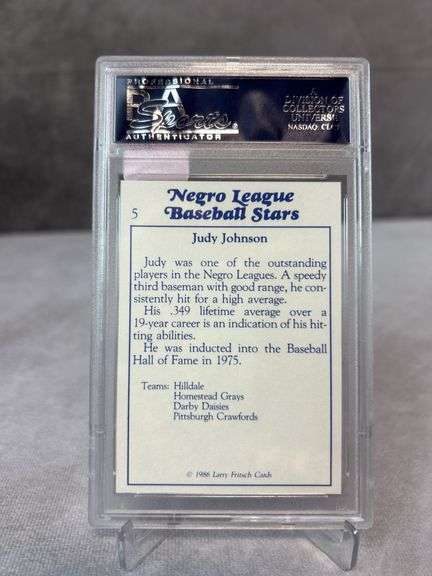 PROFESSIONAL
PSA
Sports
AUTHENTICATOR
A
DIVISION OF
COLLECTORS
UNIVERSE
NASDAQ: CLCT
5
Negro League
Baseball Stars
Judy Johnson
Judy was one of the outstanding
players in the Negro Leagues. A speedy
third baseman with good range, he con-
sistently hit for a high average.
His .349 lifetime average over a
19-year career is an indication of his hit-
ting abilities.
He was inducted into the Baseball
Hall of Fame in 1975.
Teams: Hilldale
Homestead Grays
Darby Daisies
Pittsburgh Crawfords
© 1986 Larry Fritsch Cards